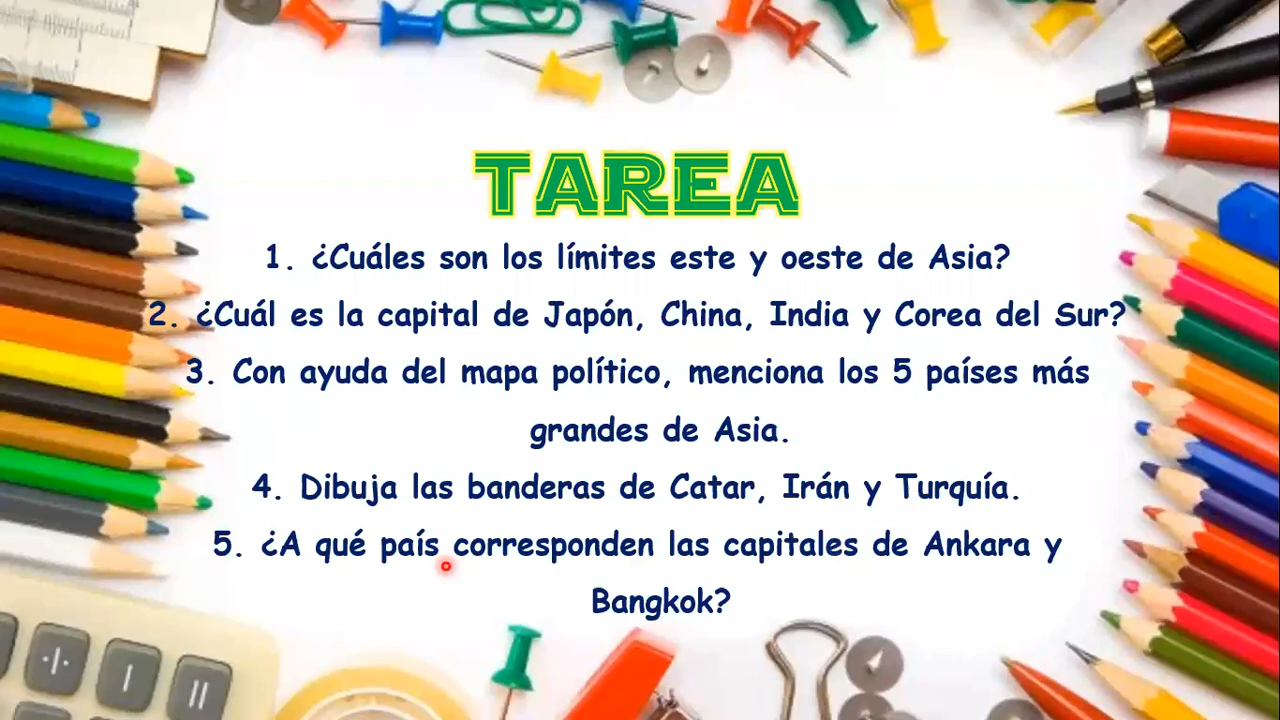 TAREA
1. ¿Cuáles son los límites este y oeste de Asia?
2. ¿Cuál es la capital de Japón, China, India y Corea del Sur?
3. Con ayuda del mapa político, menciona los 5 países más
grandes de Asia.
4. Dibuja las banderas de Catar, Irán y Turquía.
5. ¿A qué país corresponden las capitales de Ankara y
Bangkok?